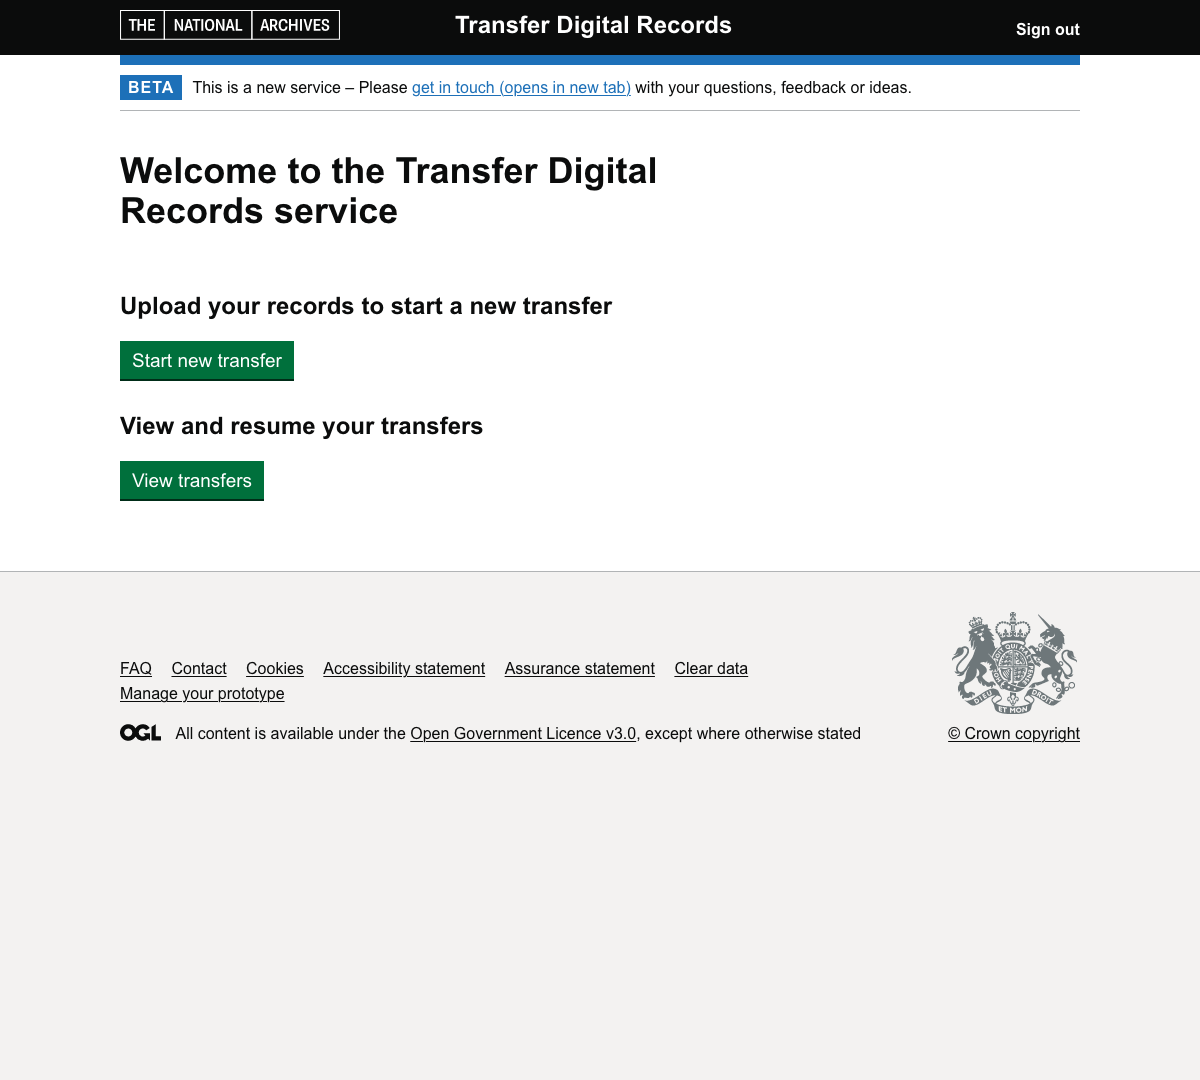 THE NATIONAL ARCHIVES
Transfer Digital Records
Sign out
BETA This is a new service – Please get in touch (opens in new tab) with your questions, feedback or ideas.
Welcome to the Transfer Digital
Records service
Upload your records to start a new transfer
Start new transfer
View and resume your transfers
View transfers
FAQ Contact Cookies Accessibility statement Assurance statement Clear data
Manage your prototype
OGL All content is available under the Open Government Licence v3.0, except where otherwise stated
DIEU ET MON DROIT
© Crown copyright